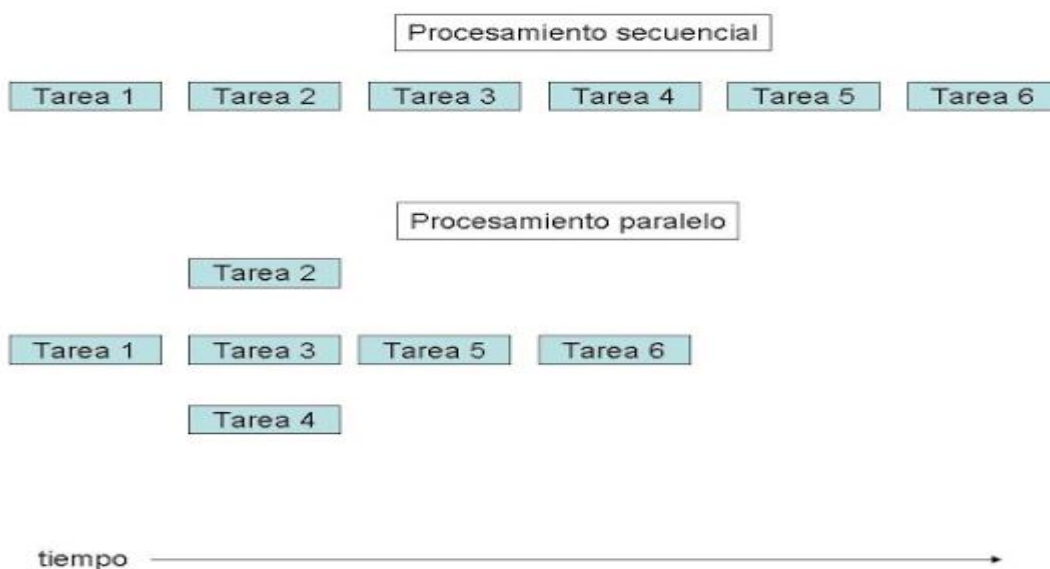 Procesamiento secuencial
Tarea 1 Tarea 2 Tarea 3 Tarea 4 Tarea 5 Tarea 6
Procesamiento paralelo
Tarea 2
Tarea 1 Tarea 3 Tarea 5 Tarea 6
Tarea 4
tiempo